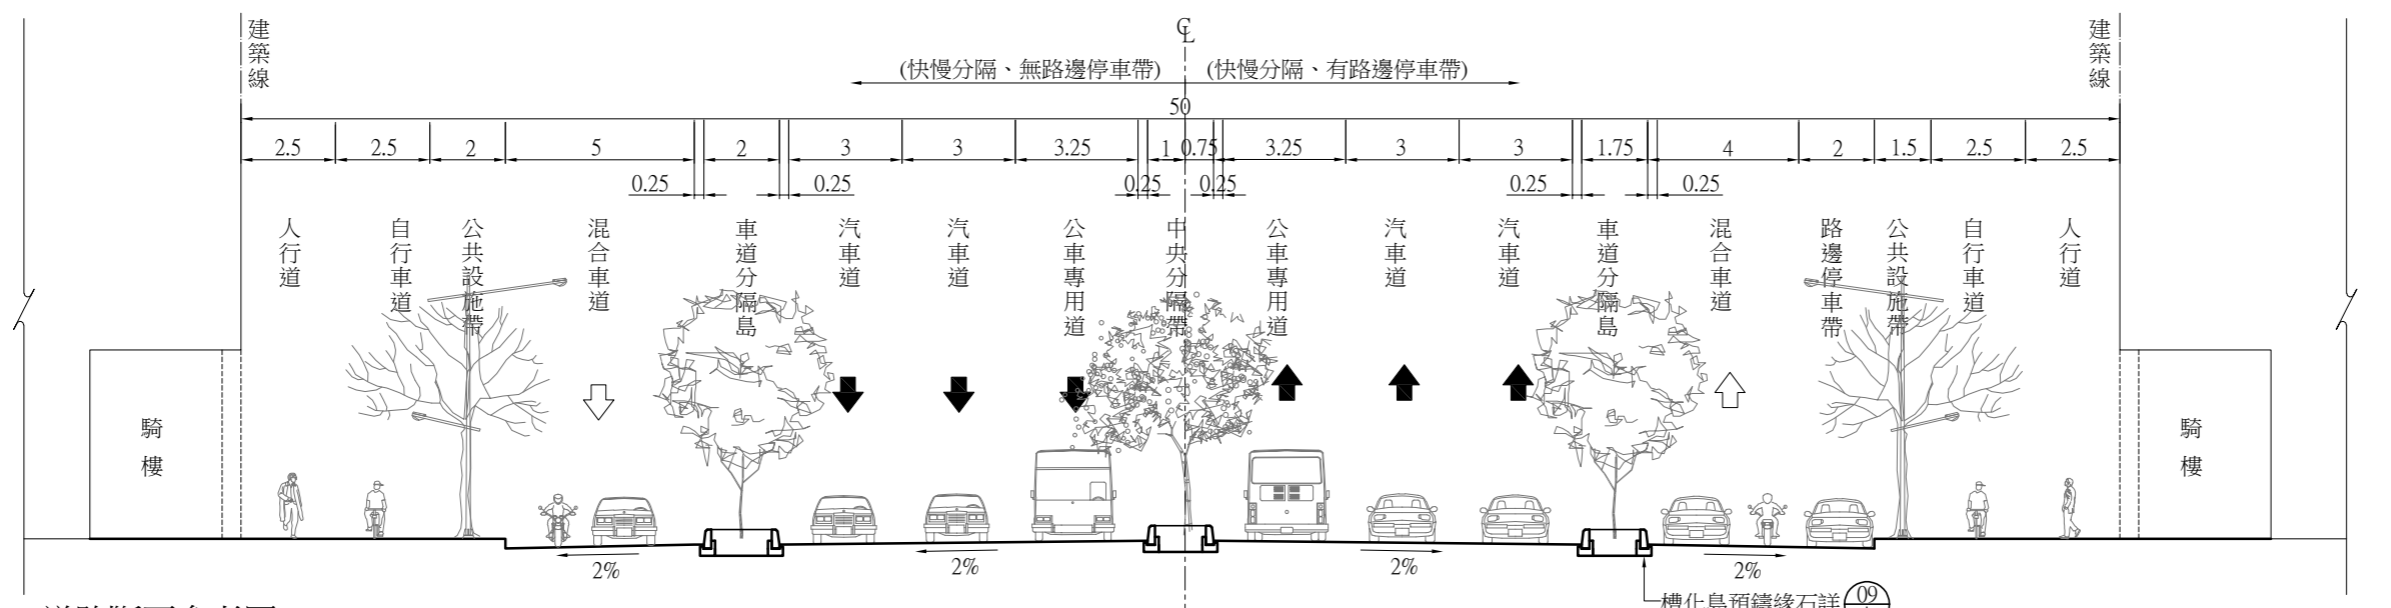 建築線
℄
建築線
(快慢分隔、無路邊停車帶)
(快慢分隔、有路邊停車帶)
50
2.5 2.5 2 5 2 3 3 3.25 1 0.75 3.25 3 3 1.75 4 2 1.5 2.5 2.5
0.25 0.25 0.25 0.25 0.25 0.25
人行道
自行車道
公共設施帶
混合車道
車道分隔島
汽車道
汽車道
公車專用道
中央分隔帶
公車專用道
汽車道
汽車道
車道分隔島
混合車道
路邊停車帶
公共設施帶
自行車道
人行道
騎樓
騎樓
2% 2% 2% 2%
槽化島預鑄緣石詳 09